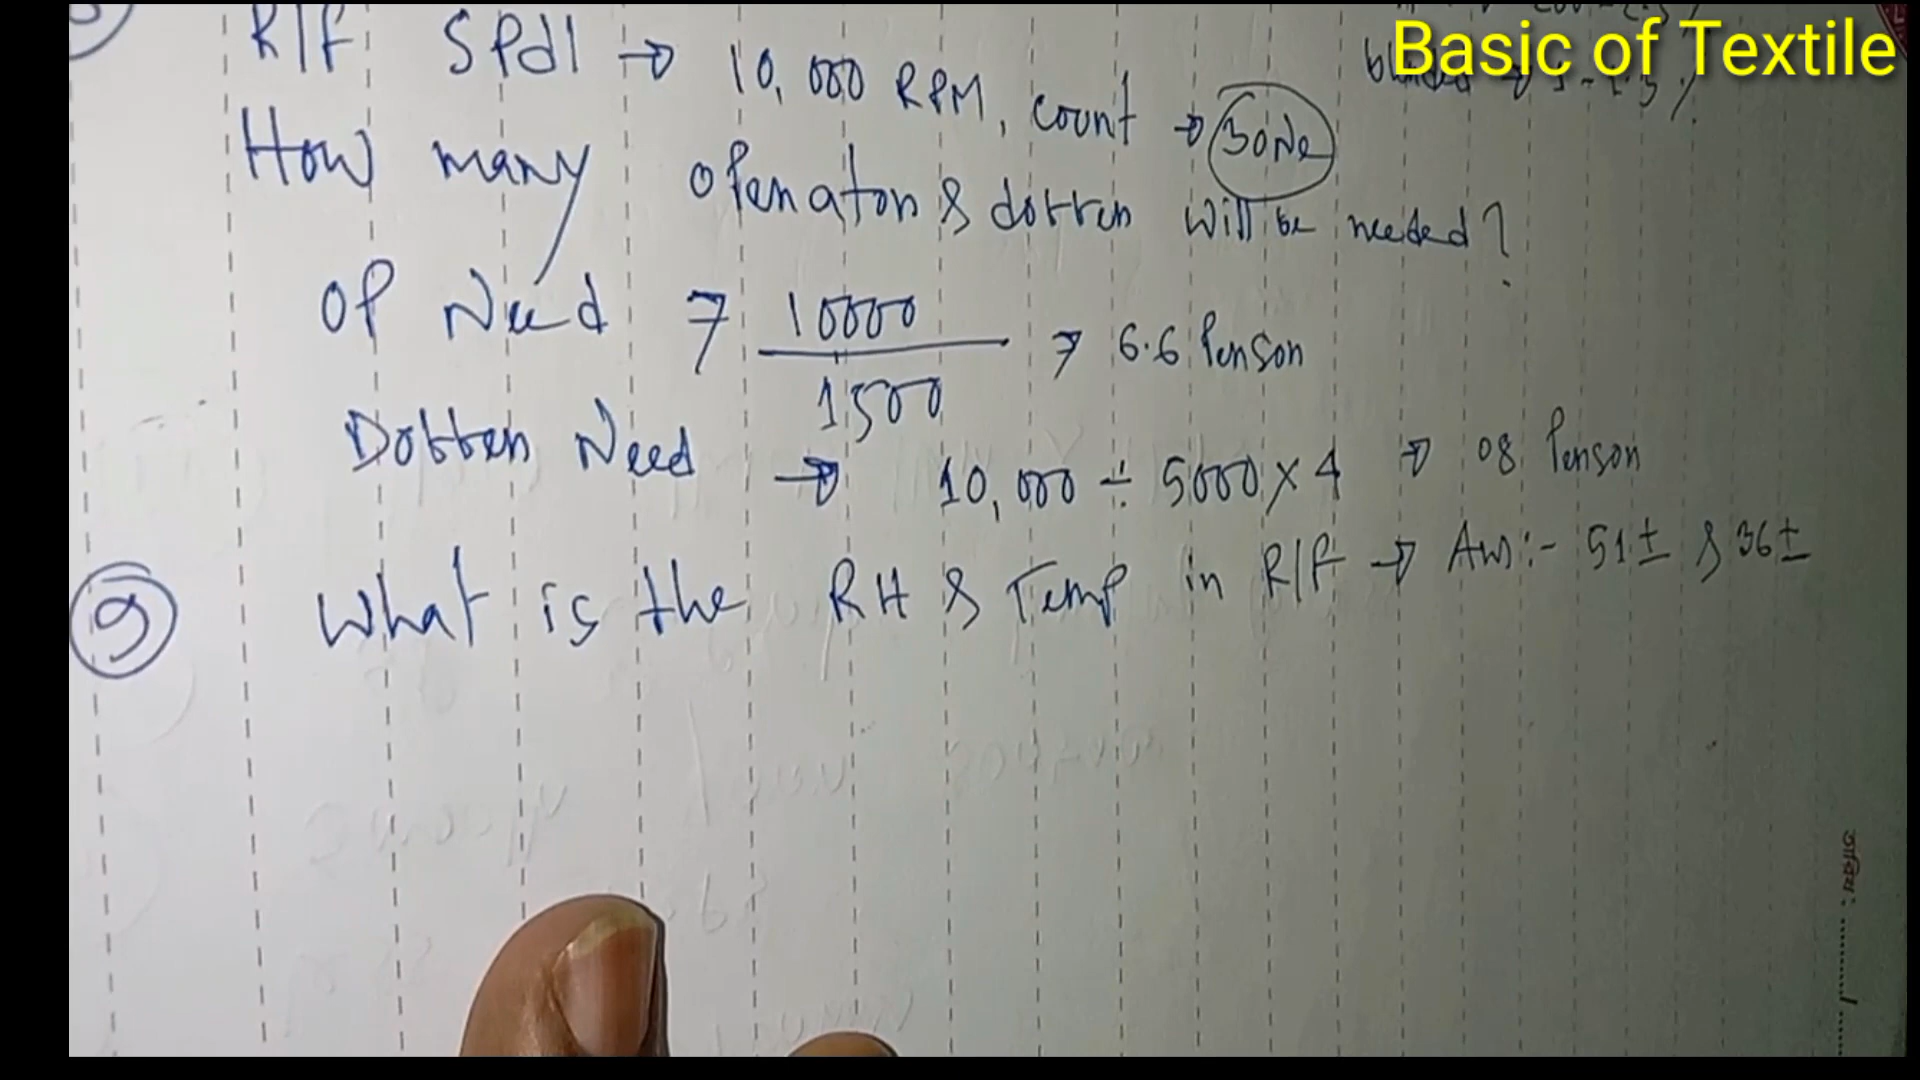 Basic of Textile
R/F Spdl → 10,000 RPM, count → 30Ne
How many operator & doffer will be needed?
OP Need ⇒ 10000 / 1500 ⇒ 6.6 Person
Doffer Need → 10,000 ÷ 5000 × 4 → 08 Person
9 What is the RH & Temp in R/F → Ans:- 51± & 36±